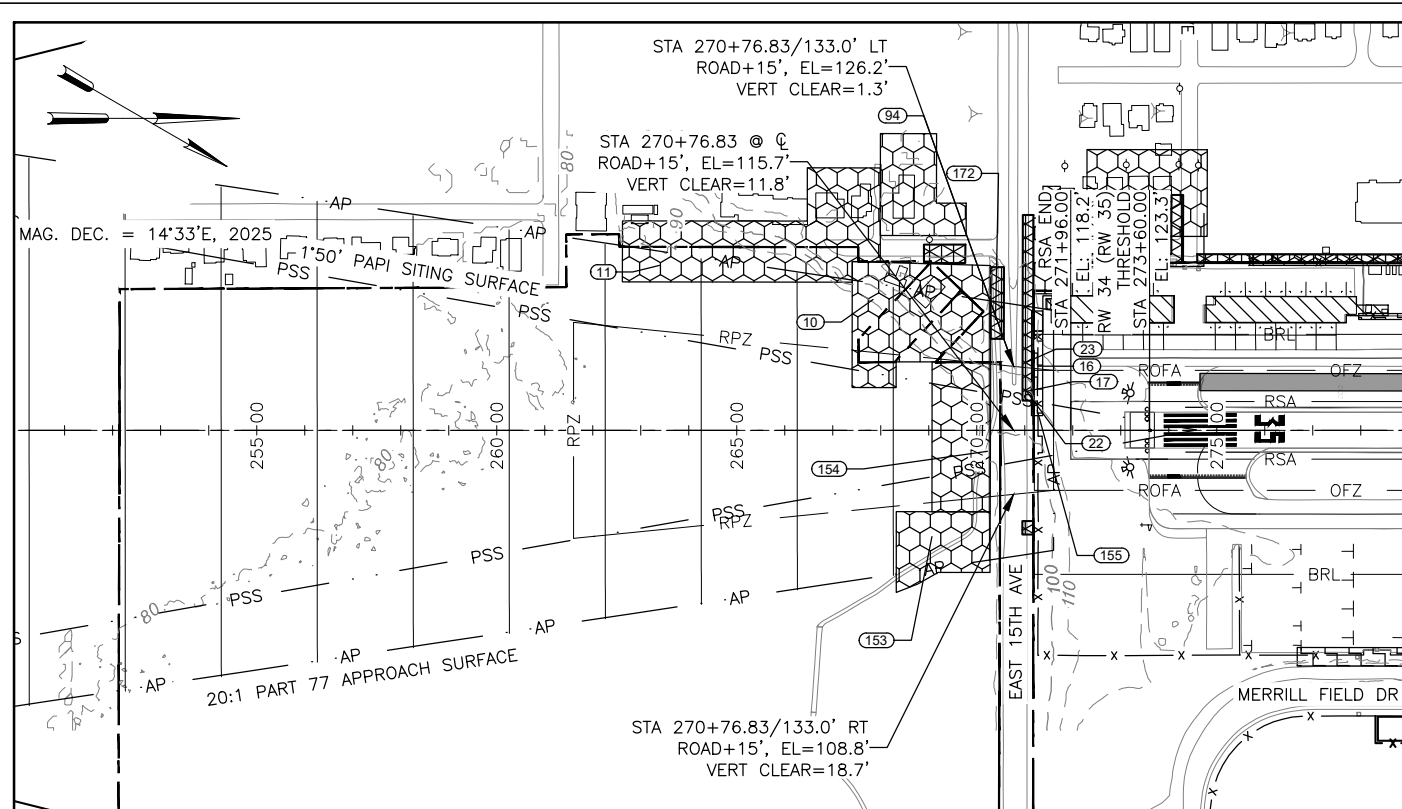 STA 270+76.83/133.0' LT
ROAD+15', EL=126.2'
VERT CLEAR=1.3'
94
STA 270+76.83 @ ℄
ROAD+15', EL=115.7'
VERT CLEAR=11.8'
172
80
90
AP
AP
MAG. DEC. = 14°33'E, 2025
1°50' PAPI SITING SURFACE
PSS
PSS
11
AP
AP
10
RPZ
PSS
RSA END
STA 271+96.00
EL: 118.2'
RW 34 (RW 35)
THRESHOLD
STA 273+60.00
EL: 123.3'
BRL
23
16
17
ROFA
OFZ
PSS
RSA
255+00
260+00
RPZ
265+00
270+00
275+00
35
22
RSA
80
154
PSS
AP
ROFA
OFZ
PSS
RPZ
PSS
155
80
PSS
AP
100
110
BRL
S
AP
AP
153
AP
AP
20:1 PART 77 APPROACH SURFACE
EAST 15TH AVE
MERRILL FIELD DR
STA 270+76.83/133.0' RT
ROAD+15', EL=108.8'
VERT CLEAR=18.7'